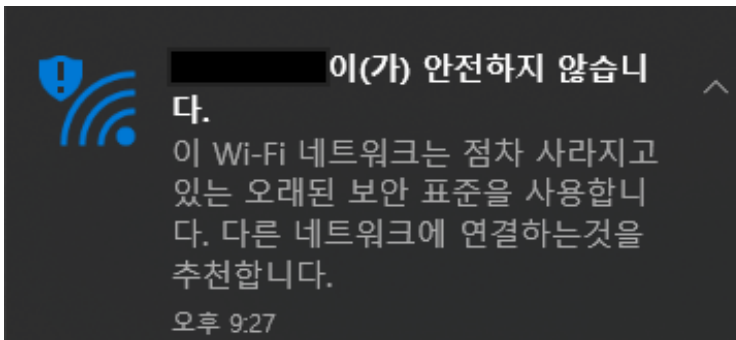 이(가) 안전하지 않습니
다.
이 Wi-Fi 네트워크는 점차 사라지고
있는 오래된 보안 표준을 사용합니
다. 다른 네트워크에 연결하는것을
추천합니다.
오후 9:27